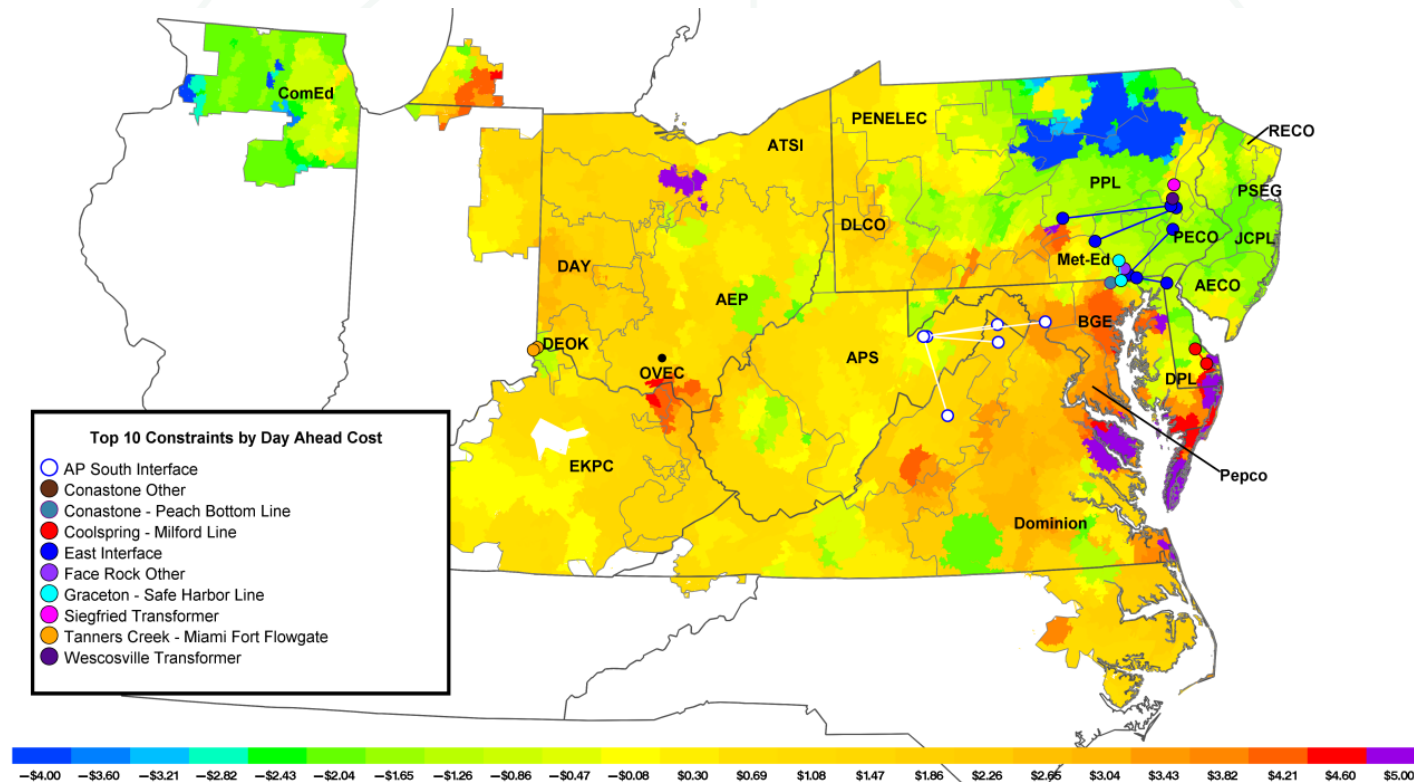 ComEd
RECO
PENELEC
ATSI
PPL
PSEG
DLCO
PECO
JCPL
Met-Ed
DAY
AEP
AECO
BGE
DEOK
APS
OVEC
DPL
EKPC
Pepco
Dominion
Top 10 Constraints by Day Ahead Cost
AP South Interface
Conastone Other
Conastone - Peach Bottom Line
Coolspring - Milford Line
East Interface
Face Rock Other
Graceton - Safe Harbor Line
Siegfried Transformer
Tanners Creek - Miami Fort Flowgate
Wescosville Transformer
−$4.00 −$3.60 −$3.21 −$2.82 −$2.43 −$2.04 −$1.65 −$1.26 −$0.86 −$0.47 −$0.08 $0.30 $0.69 $1.08 $1.47 $1.86 $2.26 $2.65 $3.04 $3.43 $3.82 $4.21 $4.60 $5.00